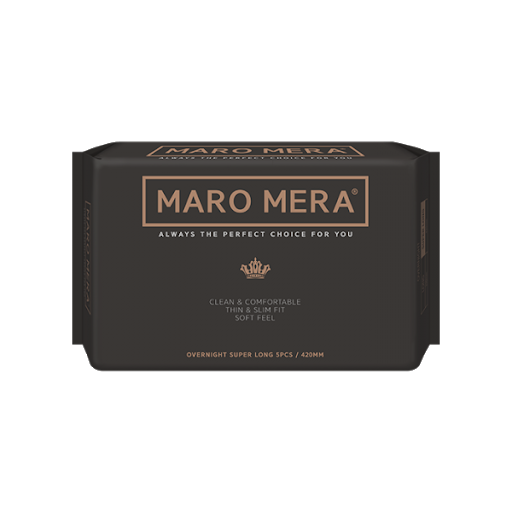 MARO MERA
ALWAYS THE PERFECT CHOICE FOR YOU
MARO MERA®
ALWAYS THE PERFECT CHOICE FOR YOU
CLEAN & COMFORTABLE
THIN & SLIM FIT
SOFT FEEL
OVERNIGHT SUPER LONG 5PCS / 420MM
MARO MERA